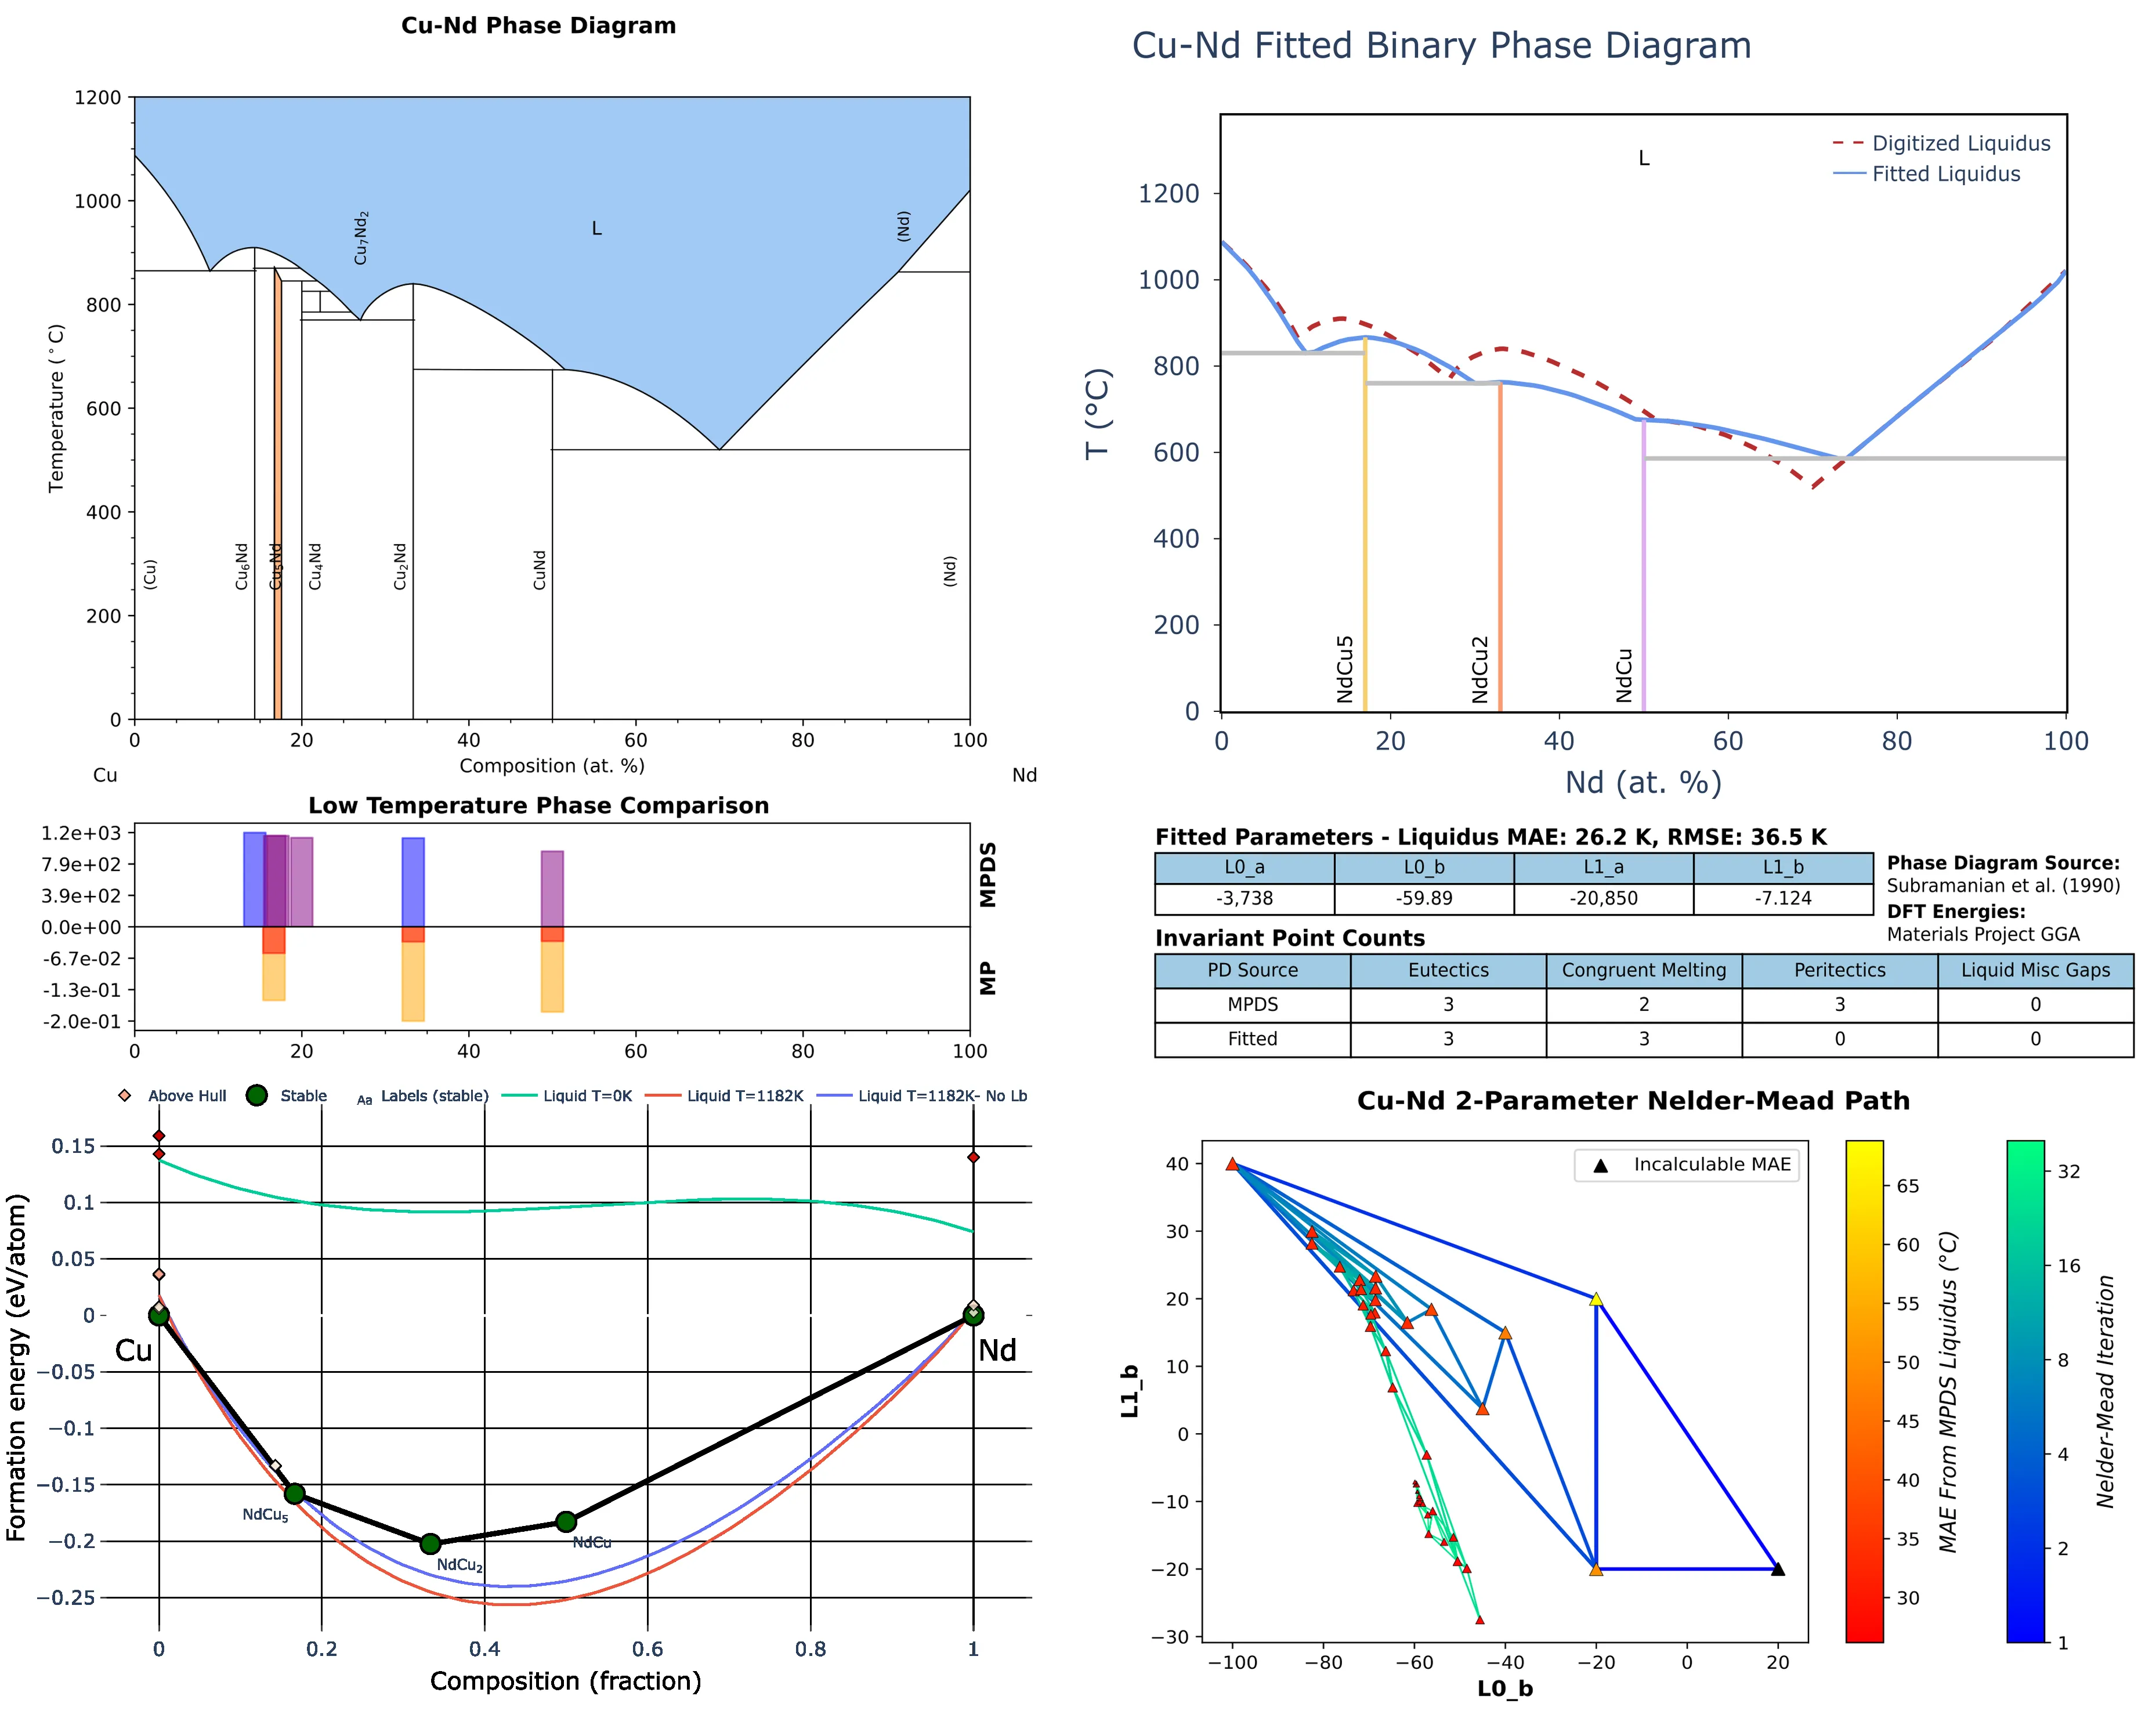 Cu-Nd Phase Diagram
1200
1000
800
600
400
200
0
Temperature (°C)
L
Cu₇Nd₂
(Nd)
(Cu)
Cu₆Nd
Cu₅Nd
Cu₄Nd
Cu₂Nd
CuNd
(Nd)
0 20 40 60 80 100
Composition (at. %)
Cu Nd
Cu-Nd Fitted Binary Phase Diagram
L
Digitized Liquidus
Fitted Liquidus
1200
1000
800
600
400
200
0
T (°C)
NdCu5
NdCu2
NdCu
0 20 40 60 80 100
Nd (at. %)
Low Temperature Phase Comparison
1.2e+03
7.9e+02
3.9e+02
0.0e+00
-6.7e-02
-1.3e-01
-2.0e-01
MPDS
MP
0 20 40 60 80 100
Fitted Parameters - Liquidus MAE: 26.2 K, RMSE: 36.5 K
L0_a L0_b L1_a L1_b
-3,738 -59.89 -20,850 -7.124
Phase Diagram Source:
Subramanian et al. (1990)
DFT Energies:
Materials Project GGA
Invariant Point Counts
PD Source Eutectics Congruent Melting Peritectics Liquid Misc Gaps
MPDS 3 2 3 0
Fitted 3 3 0 0
Above Hull Stable Aa Labels (stable) Liquid T=0K Liquid T=1182K Liquid T=1182K- No Lb
0.15
0.1
0.05
0
−0.05
−0.1
−0.15
−0.2
−0.25
Formation energy (eV/atom)
Cu
Nd
NdCu₅
NdCu₂
NdCu
0 0.2 0.4 0.6 0.8 1
Composition (fraction)
Cu-Nd 2-Parameter Nelder-Mead Path
Incalculable MAE
40
30
20
10
0
−10
−20
−30
L1_b
−100 −80 −60 −40 −20 0 20
L0_b
65
60
55
50
45
40
35
30
MAE From MPDS Liquidus (°C)
32
16
8
4
2
1
Nelder-Mead Iteration